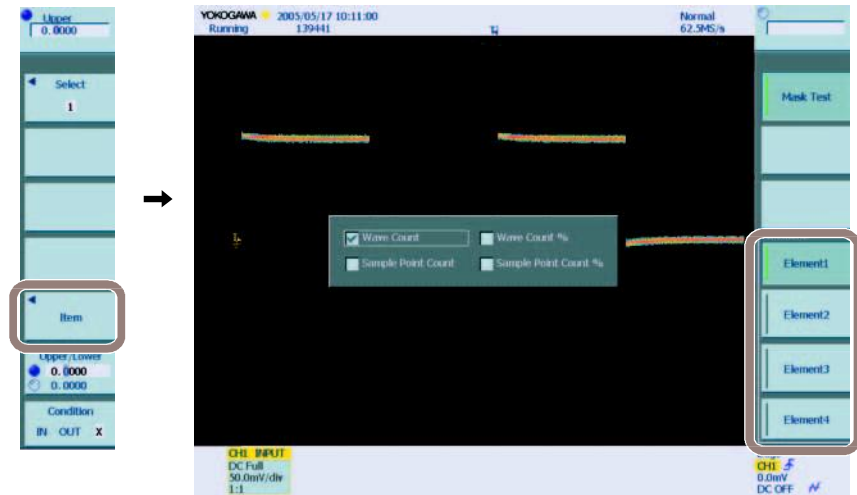 Upper
0.0000
Select
1
Item
Upper/Lower
0.0000
0.0000
Condition
IN OUT X
YOKOGAWA 2005/05/17 10:11:00
Running 139441
Normal
62.5MS/s
Wave Count
Wave Count %
Sample Point Count
Sample Point Count %
CH1 INPUT
DC Full
50.0mV/div
1:1
Mask Test
Element1
Element2
Element3
Element4
CH1
0.0mV
DC OFF